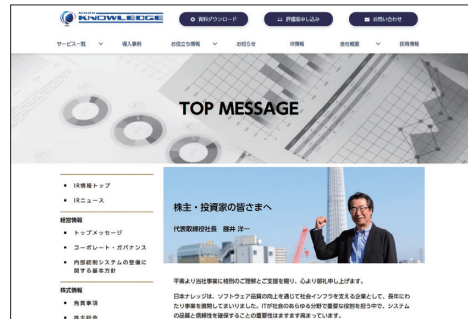 NIHON
KNOWLEDGE
資料ダウンロード
評価版申し込み
お問い合わせ
サービス一覧
導入事例
お役立ち情報
お知らせ
IR情報
会社概要
採用情報
TOP MESSAGE
IR情報トップ
IRニュース
経営情報
トップメッセージ
コーポレート・ガバナンス
内部統制システムの整備に
関する基本方針
株式情報
免責事項
株主総会
株主・投資家の皆さまへ
代表取締役社長 藤井 洋一
平素より当社事業に格別のご理解とご支援を賜り、心より御礼申し上げます。
日本ナレッジは、ソフトウェア品質の向上を通じて社会インフラを支える企業として、長年にわ
たり事業を展開してまいりました。ITが社会のあらゆる分野で重要な役割を担う中で、システム
の品質と信頼性を確保することの重要性はますます高まっています。